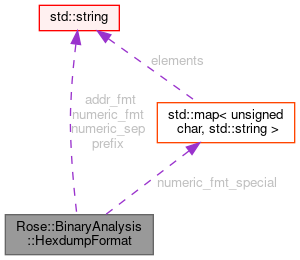 std::string
elements
addr_fmt
numeric_fmt
numeric_sep
prefix
std::map< unsigned
char, std::string >
numeric_fmt_special
Rose::BinaryAnalysis
::HexdumpFormat